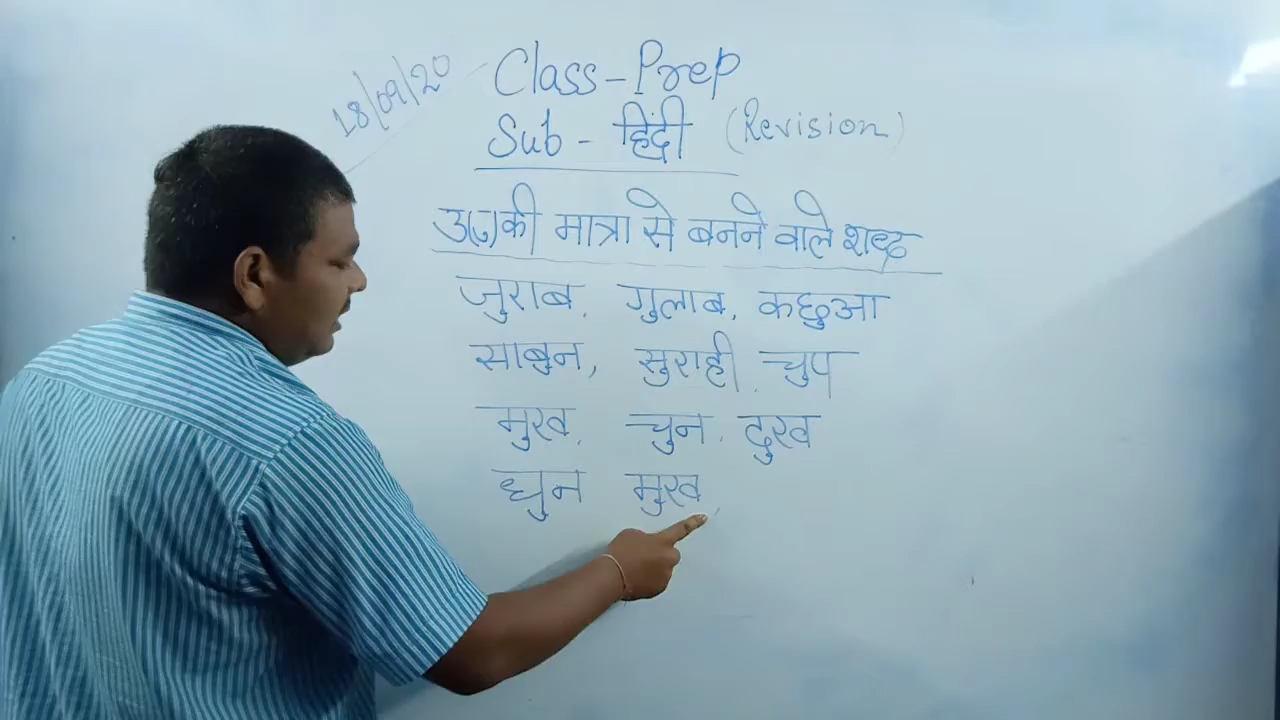 18/09/20
Class-Prep
Sub - हिंदी (Revision)
उ(ु)की मात्रा से बनने वाले शब्द
जुराब, गुलाब, कछुआ
साबुन, सुराही, चुप
मुख, चुन, दुख
धुन मुख,